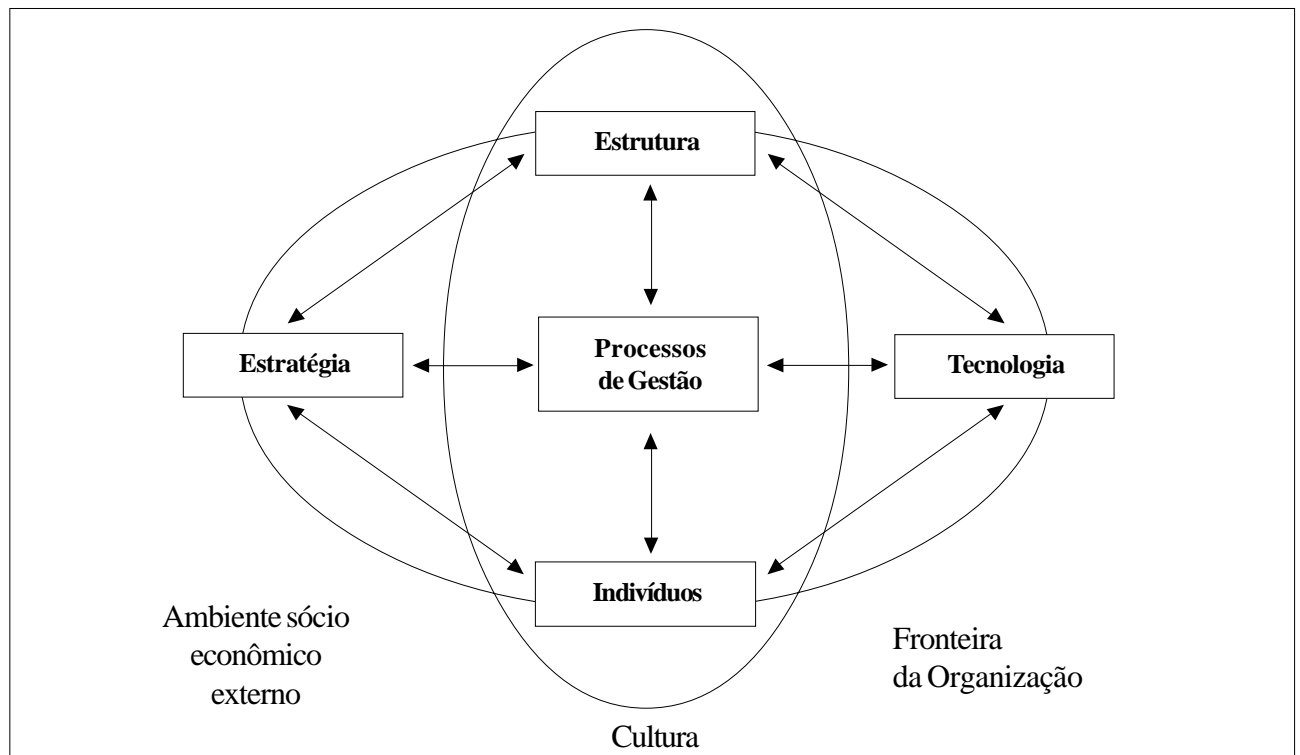 Estrutura
Estratégia
Processos
de Gestão
Tecnologia
Indivíduos
Ambiente sócio
econômico
externo
Fronteira
da Organização
Cultura